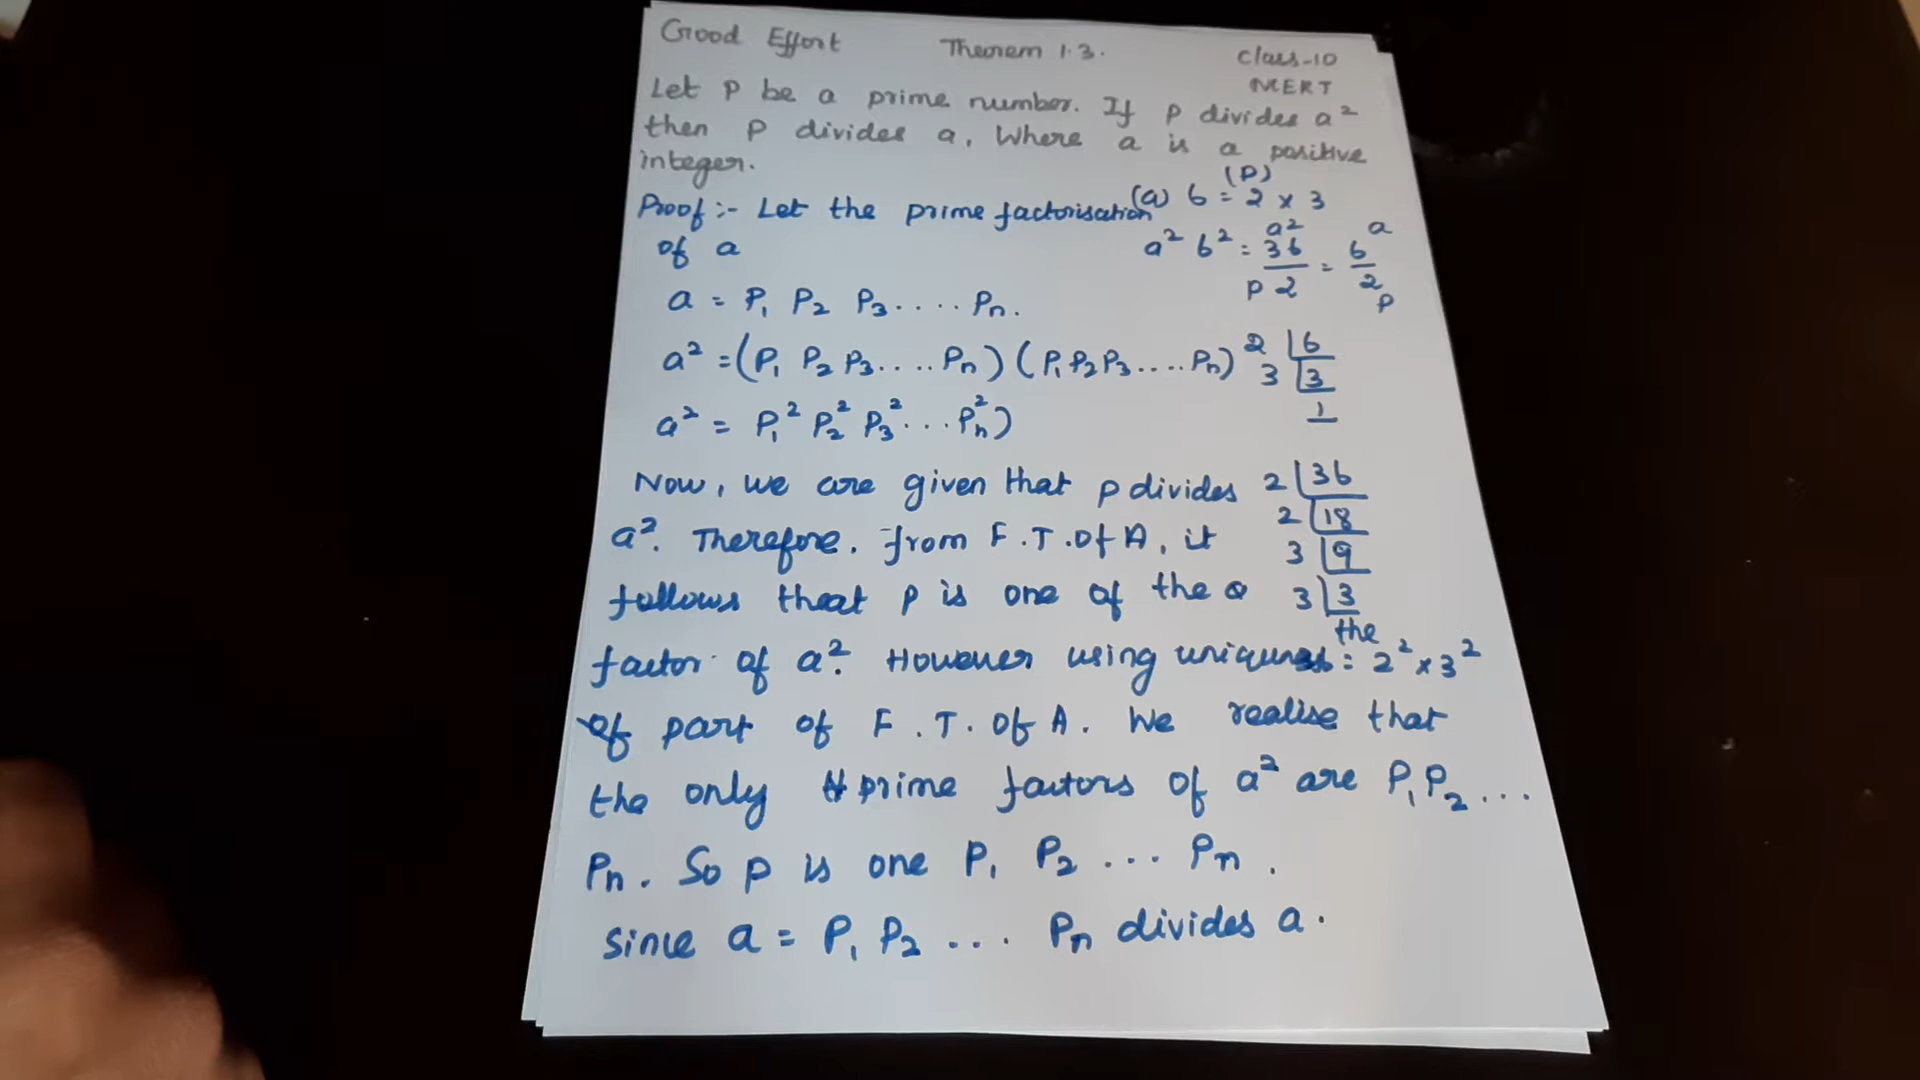 Good Effort Theorem 1.3. Class-10
NCERT
Let P be a prime number. If P divides a²
then P divides a, Where a is a positive
integer.
(P)
Proof :- Let the prime factorisation (a) 6 = 2 x 3
of a
a² 6² = a² 36 / P 2 = 6 a / 2 P
a = P₁ P₂ P₃ .... Pn.
a² = (P₁ P₂ P₃ .... Pn) (P₁ P₂ P₃ .... Pn)
2 | 6
3 | 3
1
a² = P₁² P₂² P₃² ... Pn²)
Now, we are given that p divides
2 | 36
a². Therefore, from F.T.Of A, it
2 | 18
3 | 9
follows that P is one of the
3 | 3
the
factor of a². However using = 2² x 3²
of part of F.T. Of A. We realise that
the only prime factors of a² are P₁ P₂ ...
Pn. So P is one P₁ P₂ ... Pn.
since a = P₁ P₂ ... Pn divides a.